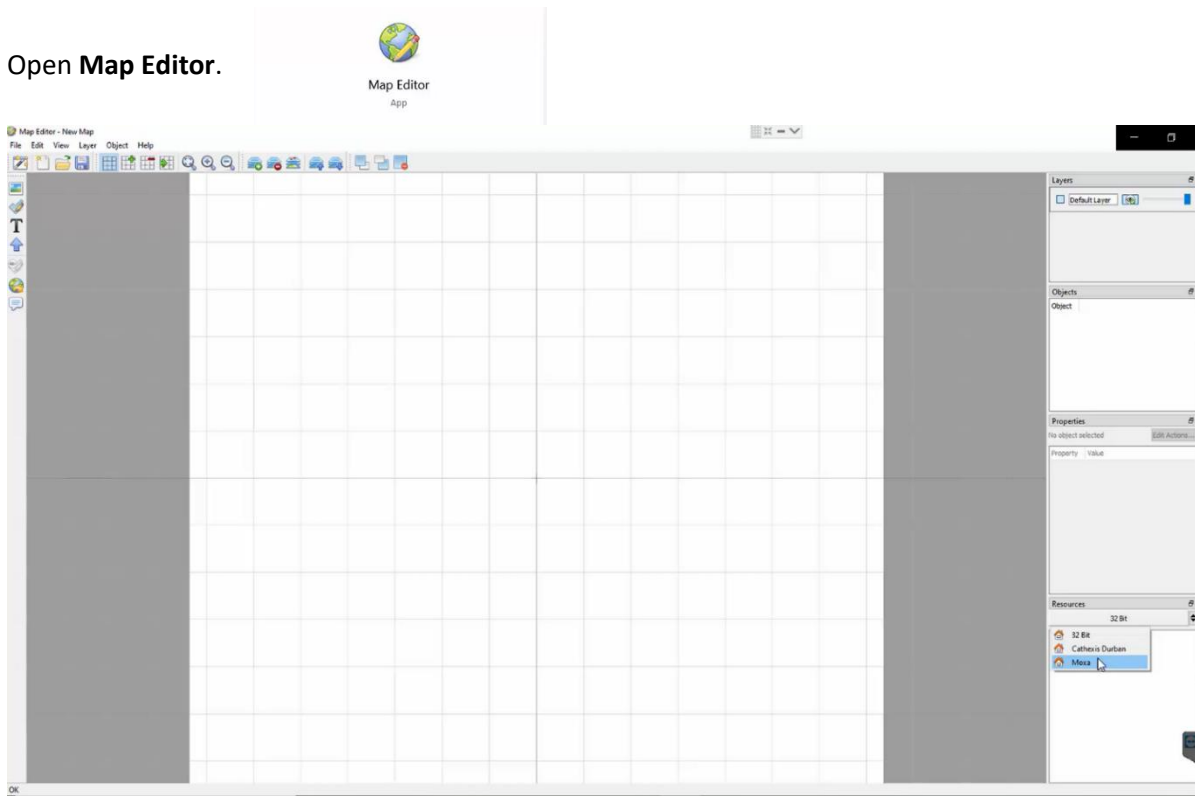 Open Map Editor.
Map Editor
App
Map Editor - New Map
File Edit View Layer Object Help
T
Layers
Default Layer
Objects
Object
Properties
No object selected Edit Actions...
Property Value
Resources
32 Bit
32 Bit
Cathexis Durban
Moxa
OK